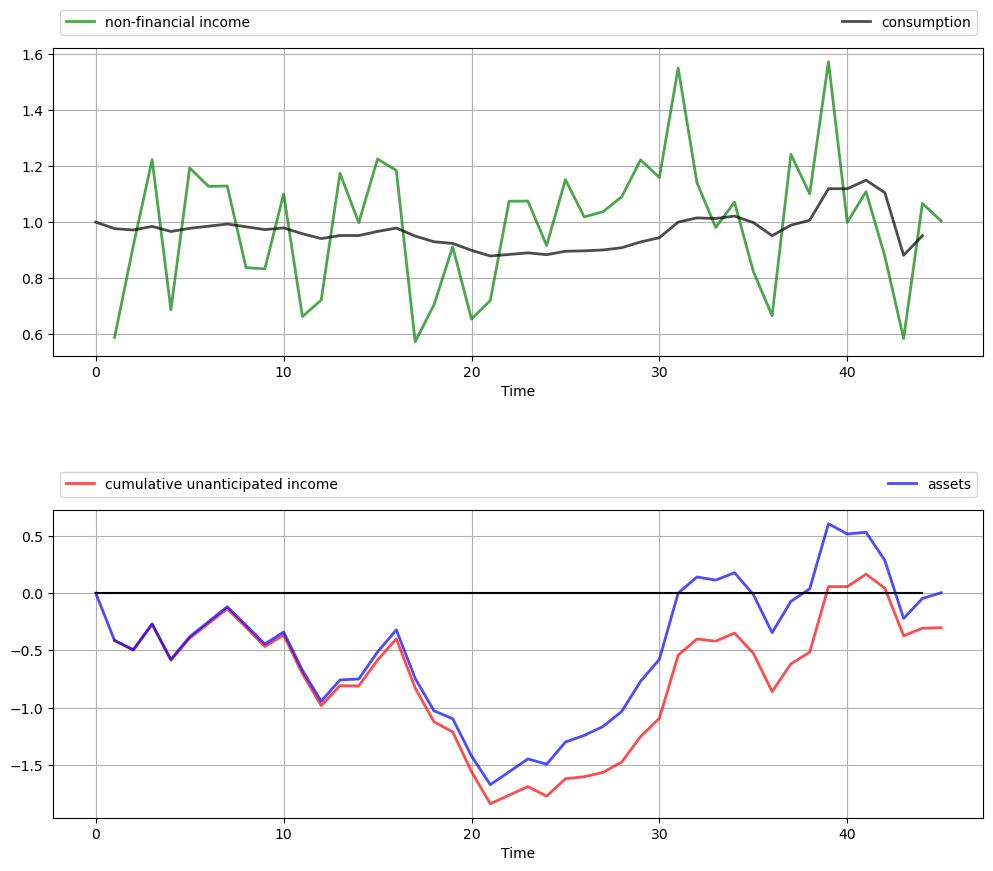 non-financial income consumption
1.6
1.4
1.2
1.0
0.8
0.6
0 10 20 30 40
Time
cumulative unanticipated income assets
0.5
0.0
−0.5
−1.0
−1.5
0 10 20 30 40
Time